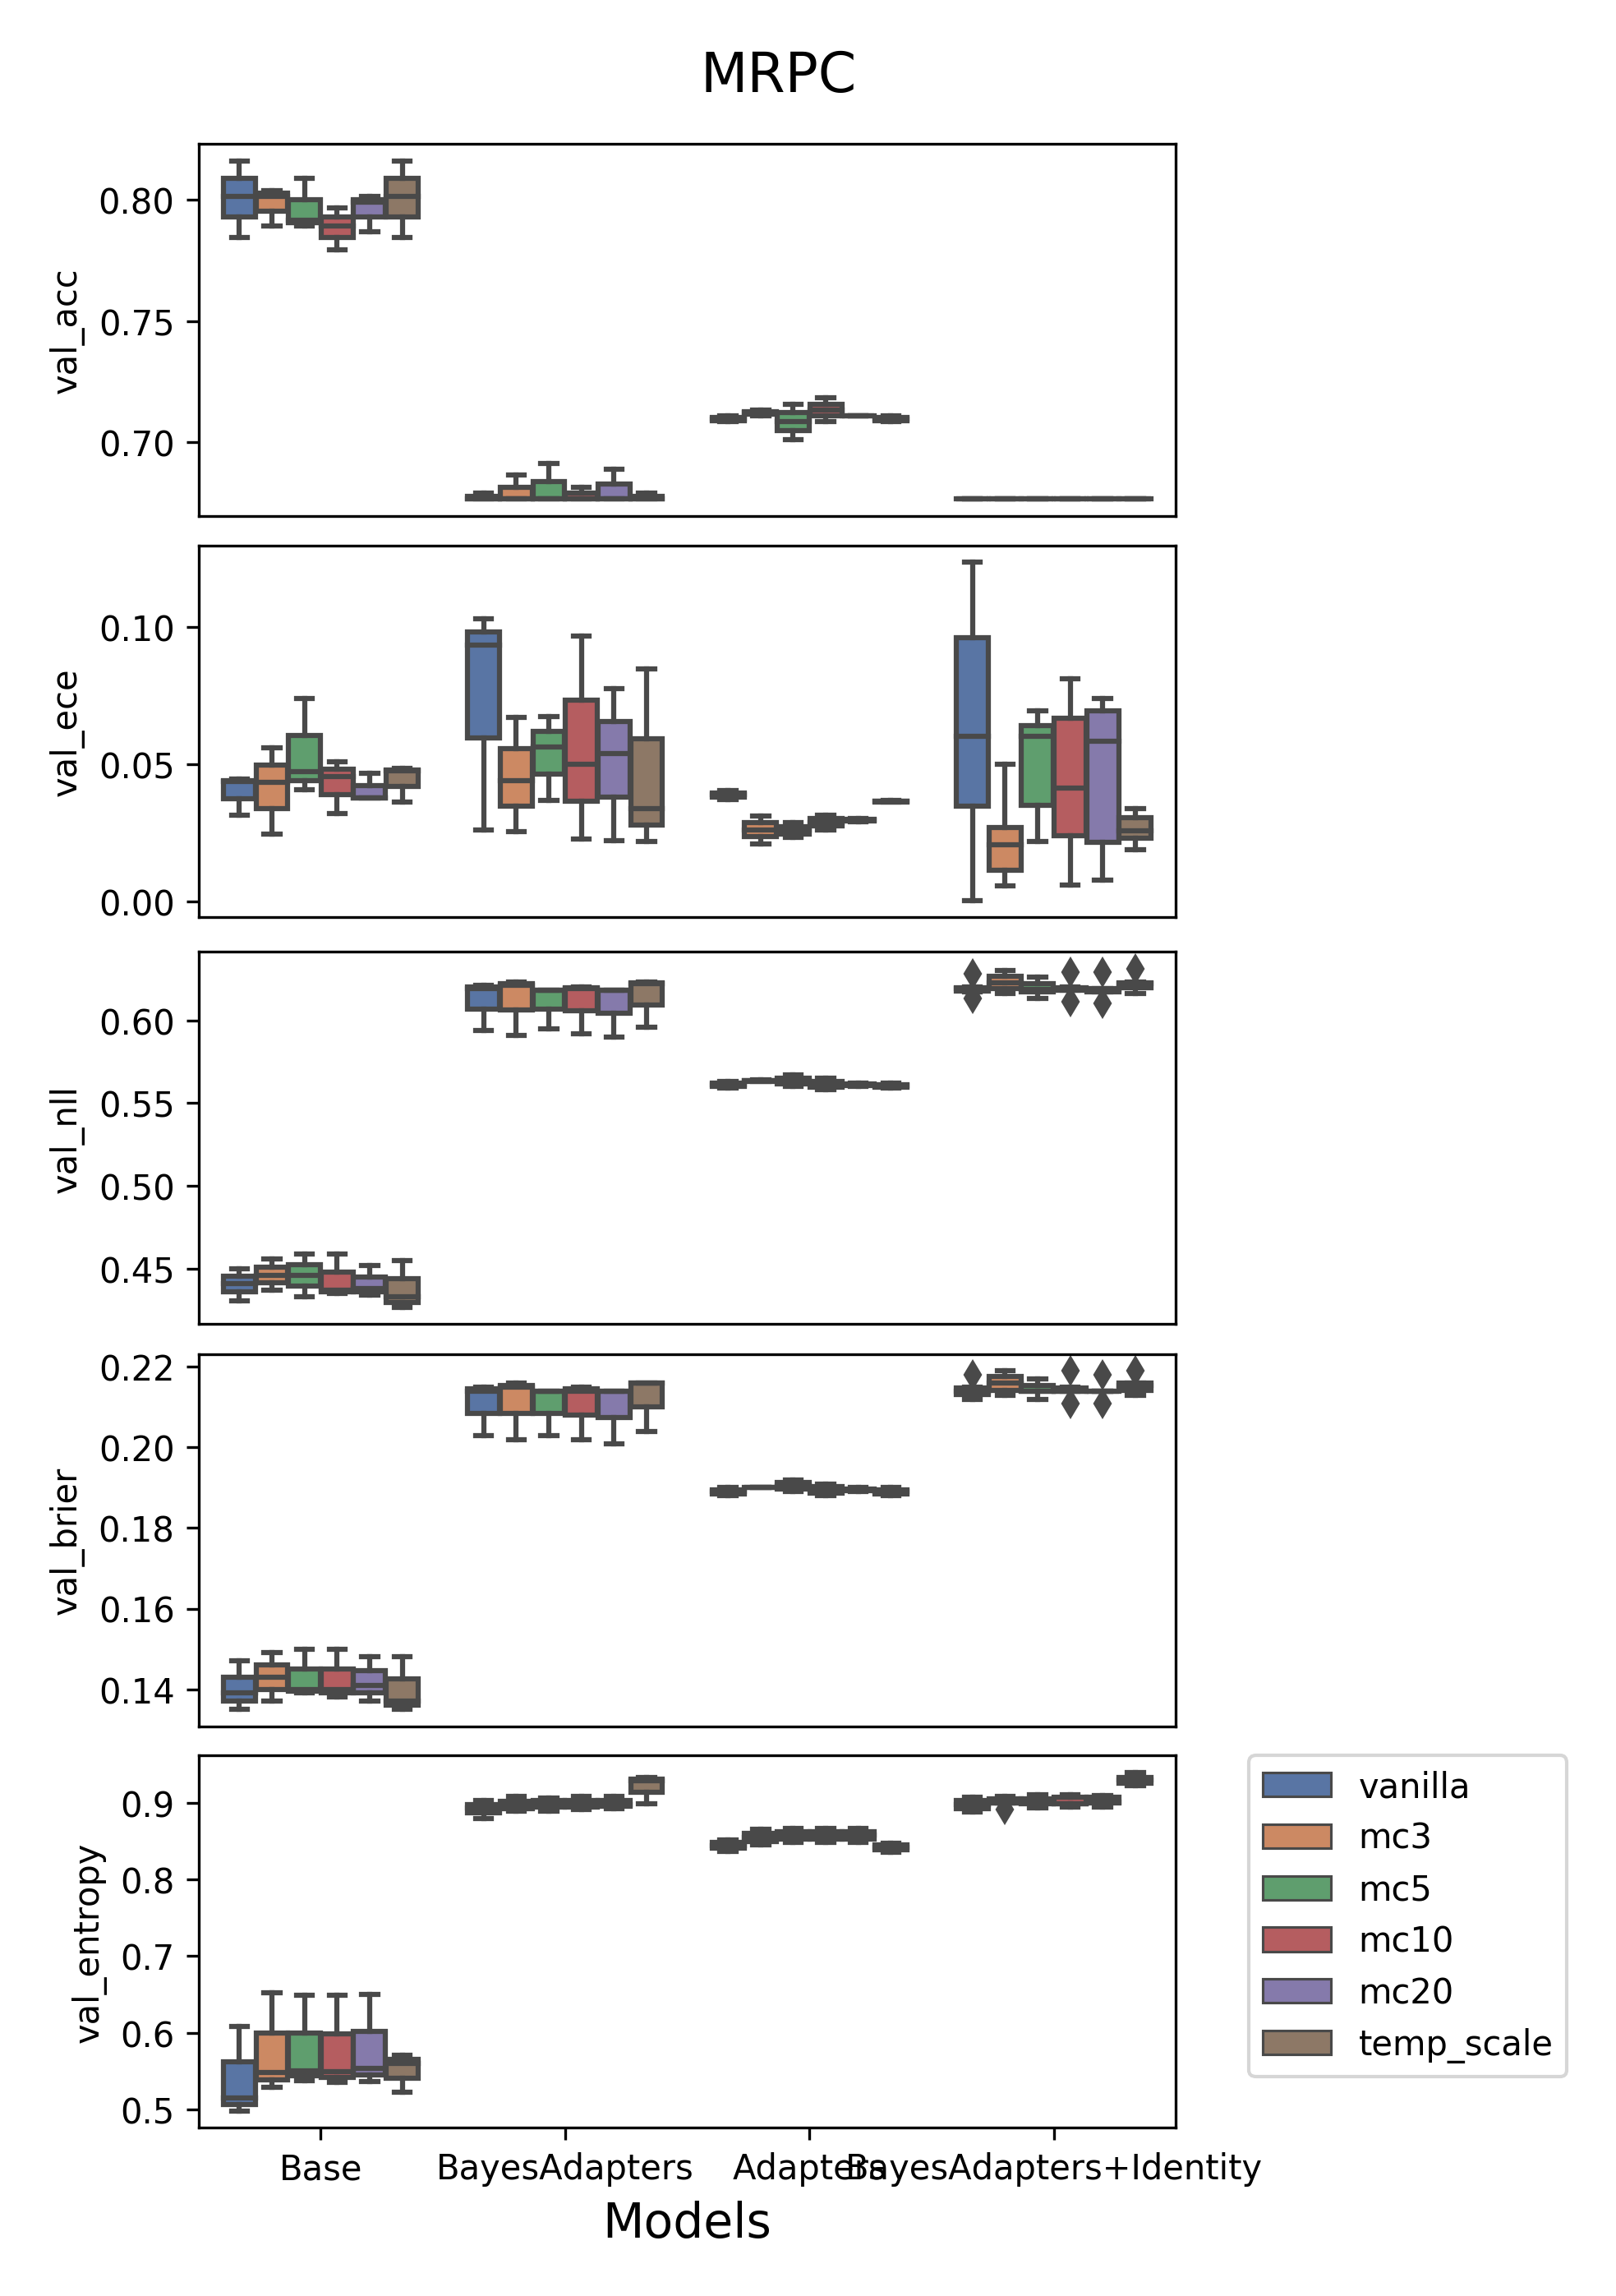 MRPC
val_acc
0.80
0.75
0.70
val_ece
0.10
0.05
0.00
val_nll
0.60
0.55
0.50
0.45
val_brier
0.22
0.20
0.18
0.16
0.14
val_entropy
0.9
0.8
0.7
0.6
0.5
vanilla
mc3
mc5
mc10
mc20
temp_scale
Base
BayesAdapters
Adapters
BayesAdapters+Identity
Models